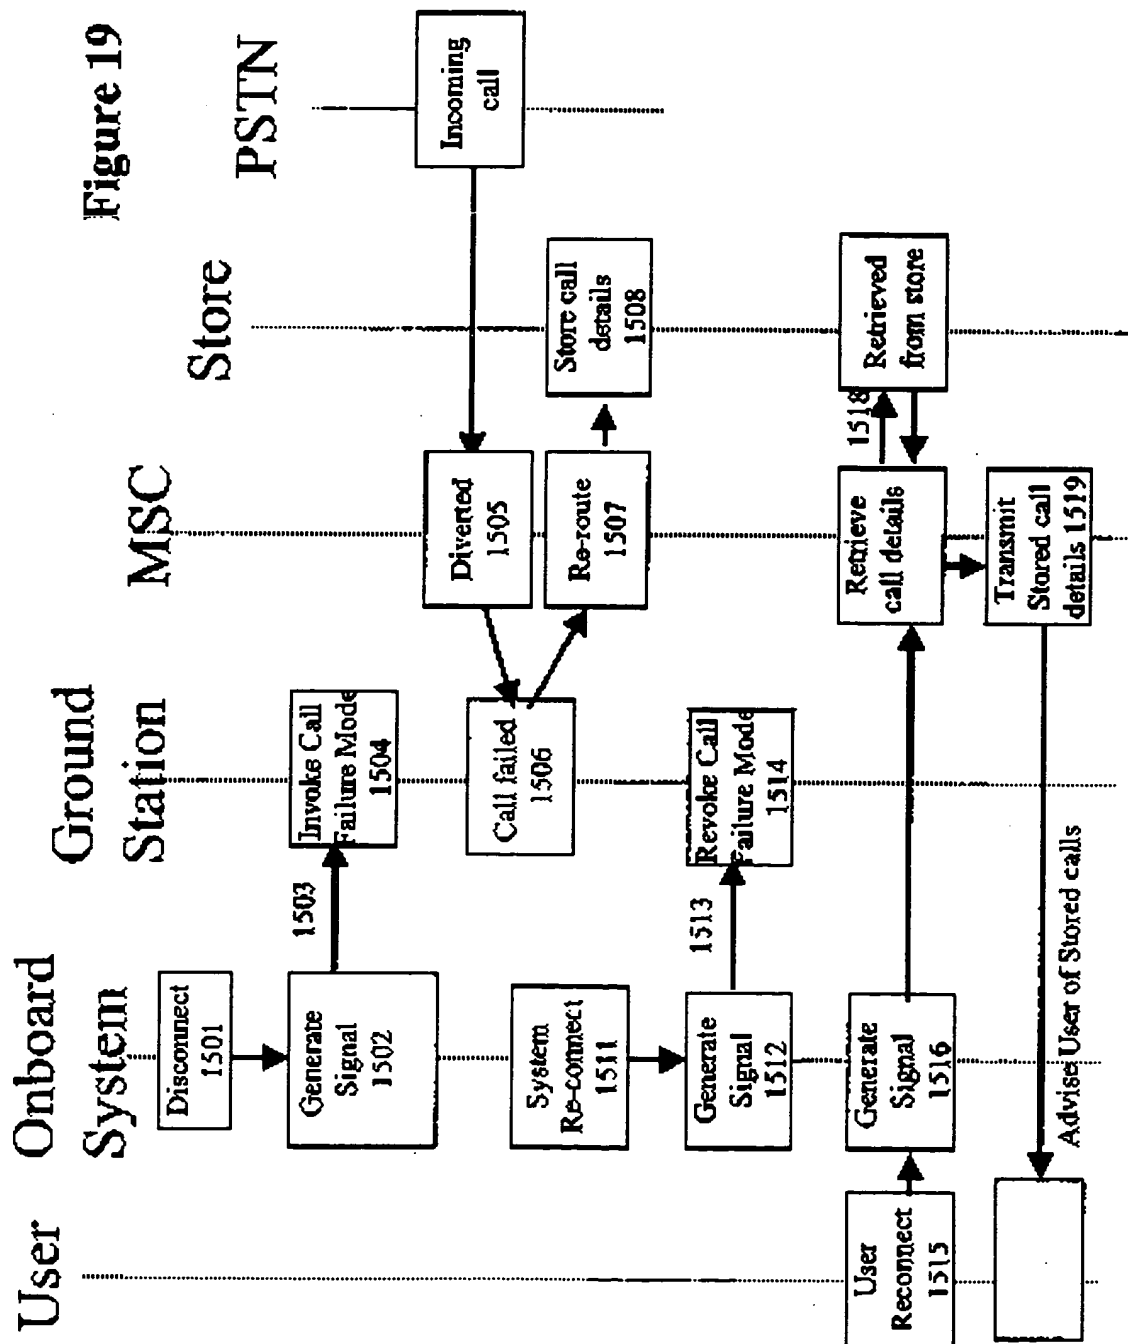 Figure 19
User
Onboard
System
Ground
Station
MSC
Store
PSTN
Disconnect
1501
Generate
Signal
1502
1503
Invoke Call
Failure Mode
1504
Incoming
call
Diverted
1505
Call failed
1506
Re-route
1507
Store call
details
1508
System
Re-connect
1511
Generate
Signal
1512
1513
Revoke Call
Failure Mode
1514
User
Reconnect
1515
Generate
Signal
1516
Retrieve
call details
1518
Retrieved
from store
Transmit
Stored call
details 1519
Advise User of Stored calls